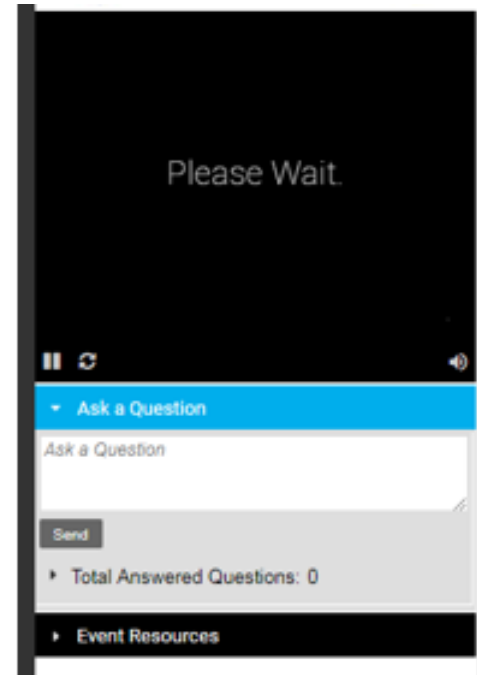 Please Wait.
Ask a Question
Ask a Question
Send
Total Answered Questions: 0
Event Resources